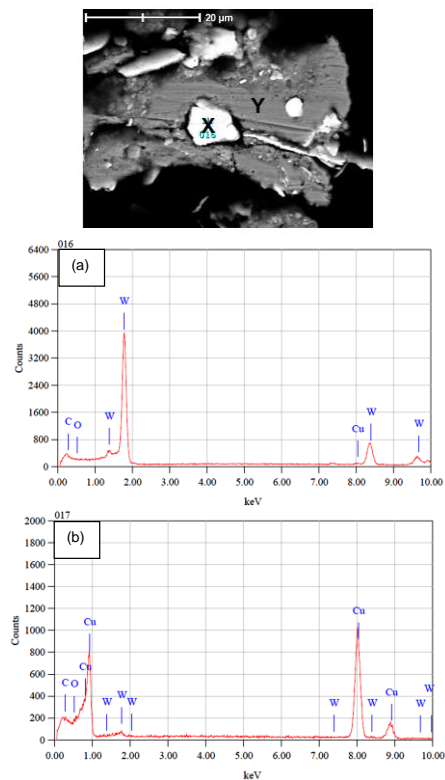 20 µm
X
016
Y
016
(a)
6400
5600
4800
4000
3200
2400
1600
800
0
Counts
C
O
W
W
Cu
W
W
0.00
1.00
2.00
3.00
4.00
5.00
6.00
7.00
8.00
9.00
10.00
keV
017
(b)
2000
1800
1600
1400
1200
1000
800
600
400
200
0
Counts
C
O
Cu
Cu
W
W
W
W
Cu
W
Cu
W
W
0.00
1.00
2.00
3.00
4.00
5.00
6.00
7.00
8.00
9.00
10.00
keV